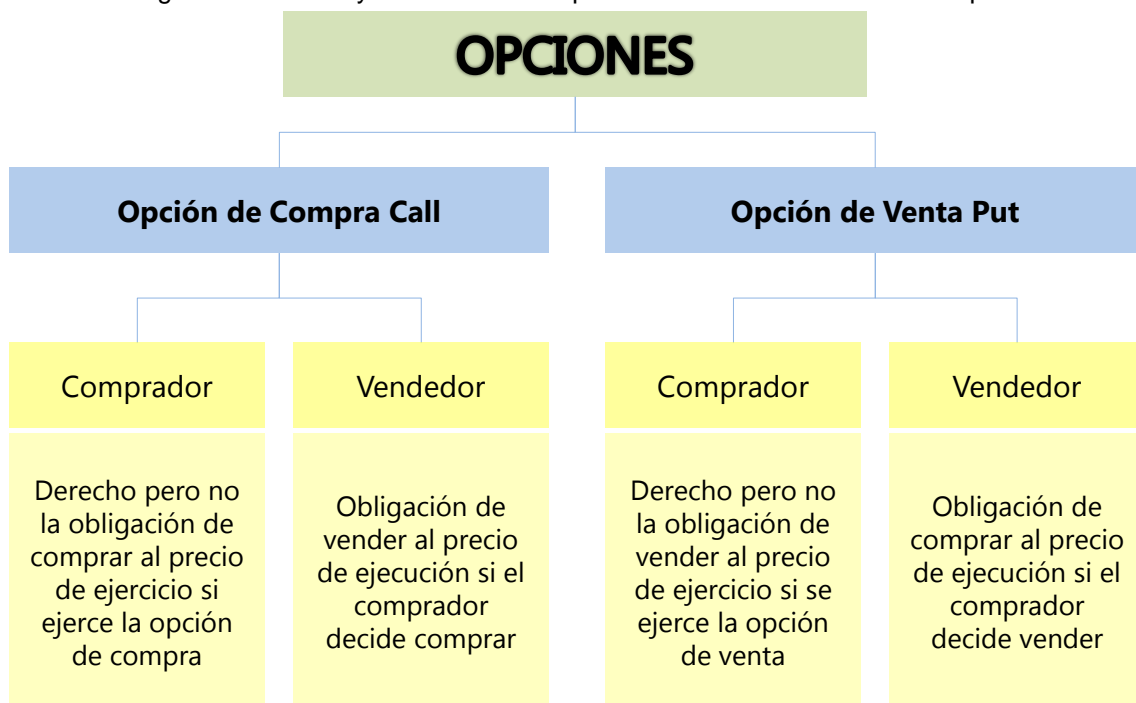 OPCIONES
Opción de Compra Call
Opción de Venta Put
Comprador
Vendedor
Comprador
Vendedor
Derecho pero no
la obligación de
comprar al precio
de ejercicio si
ejerce la opción
de compra
Obligación de
vender al precio
de ejecución si el
comprador
decide comprar
Derecho pero no
la obligación de
vender al precio
de ejercicio si se
ejerce la opción
de venta
Obligación de
comprar al precio
de ejecución si el
comprador
decide vender